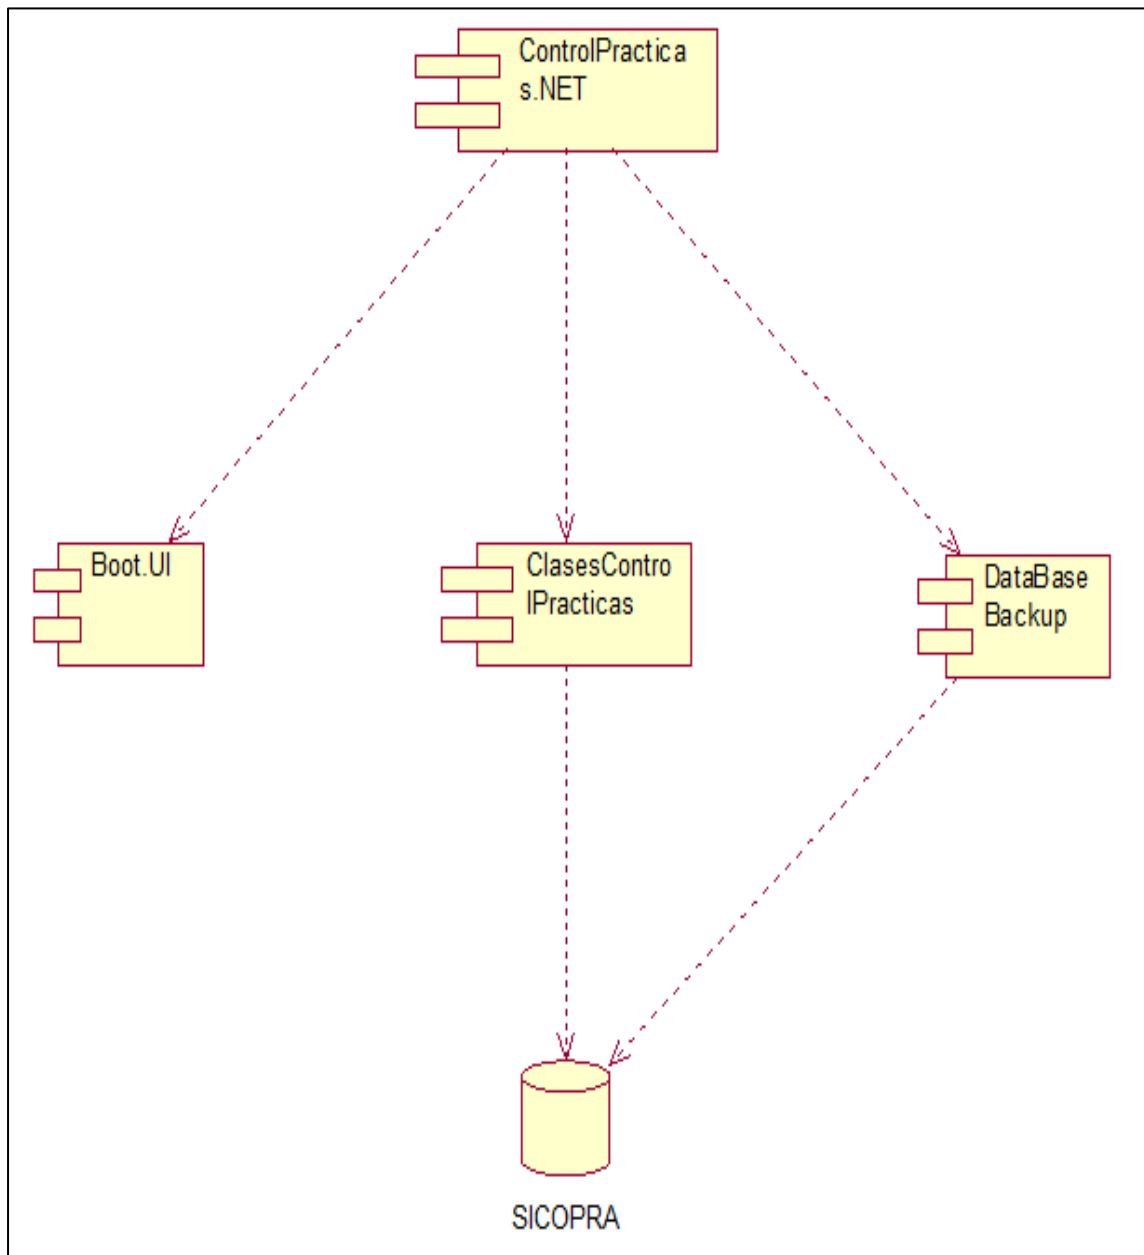 ControlPractica
s.NET
Boot.UI
ClasesContro
lPracticas
DataBase
Backup
SICOPRA